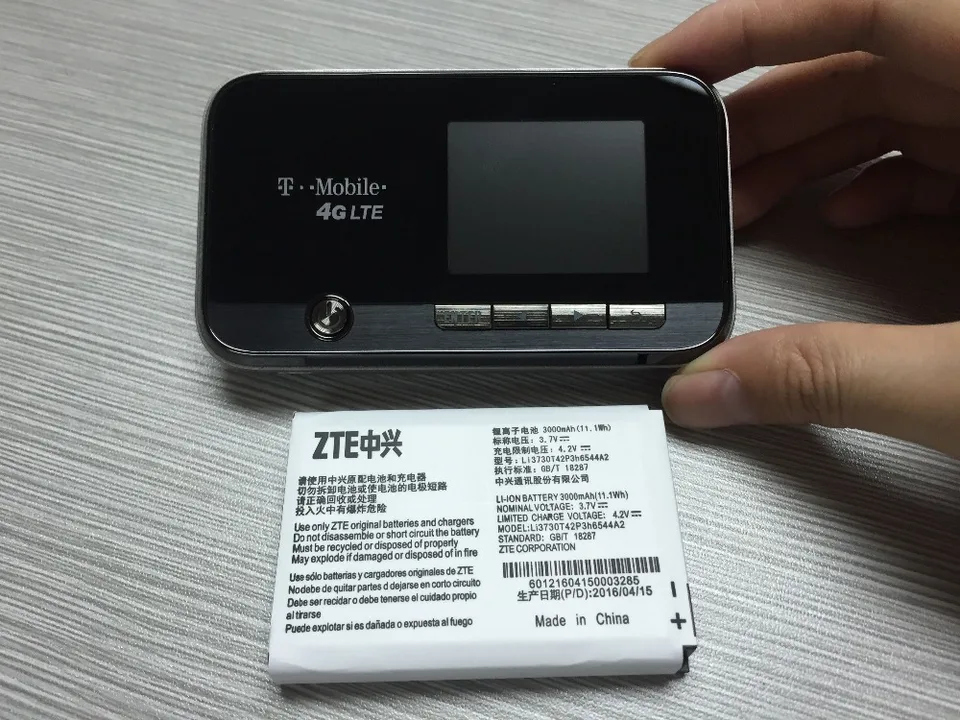 T··Mobile·
4G LTE
ENTER
ZTE中兴
请使用中兴原配电池和充电器
切勿拆卸电池或使电池的电极短路
请正确回收或处理
投入火中有爆炸危险
Use only ZTE original batteries and chargers
Do not disassemble or short circuit the battery
Must be recycled or disposed of properly
May explode if damaged or disposed of in fire
Use sólo baterías y cargadores originales de ZTE
Nodebe de quitar partes d dejarse en corto circuito
Debe ser recidar o debe tenerse el cuidado propio
al tirarse
Puede explotar si es dañada o expuesta al fuego
锂离子电池 3000mAh(11.1Wh)
标称电压: 3.7V
充电限制电压: 4.2V
型号: Li3730T42P3h6544A2
执行标准: GB/T 18287
中兴通讯股份有限公司
LI-ION BATTERY 3000mAh(11.1Wh)
NOMINAL VOLTAGE: 3.7V
LIMITED CHARGE VOLTAGE: 4.2V
MODEL:Li3730T42P3h6544A2
STANDARD: GB/T 18287
ZTE CORPORATION
60121604150003285
生产日期(P/D):2016/04/15
Made in China
-
+